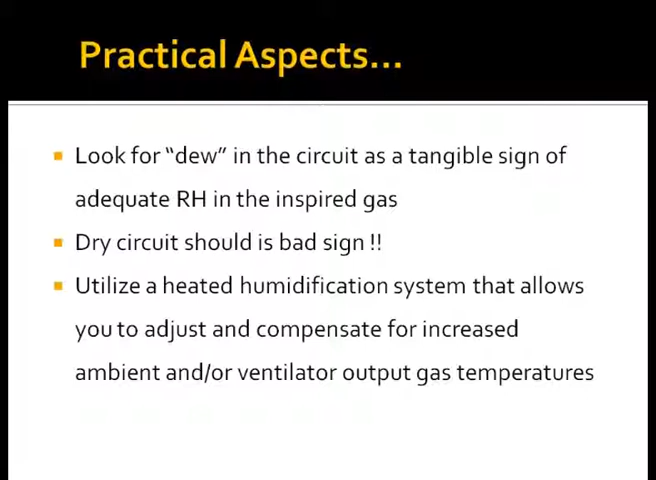 Practical Aspects...
Look for “dew” in the circuit as a tangible sign of
adequate RH in the inspired gas
Dry circuit should is bad sign !!
Utilize a heated humidification system that allows
you to adjust and compensate for increased
ambient and/or ventilator output gas temperatures